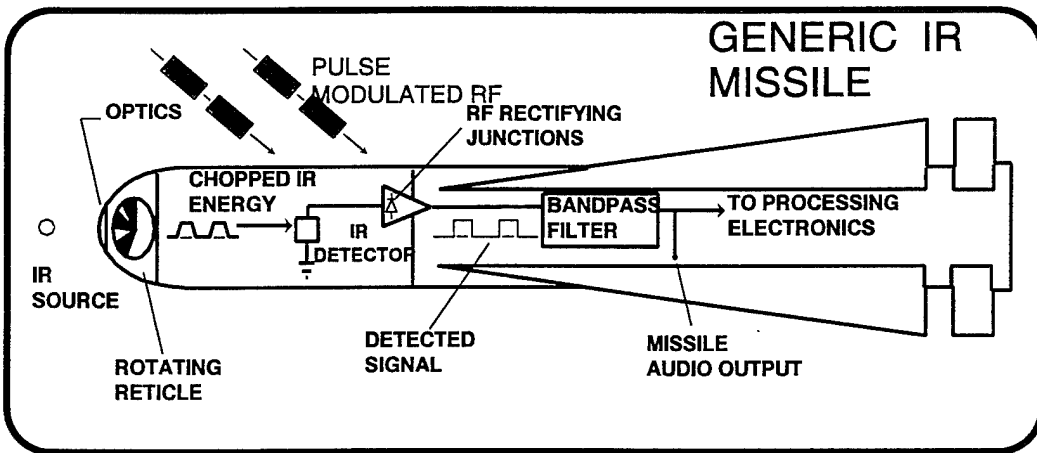 GENERIC IR
MISSILE
PULSE
MODULATED RF
OPTICS
RF RECTIFYING
JUNCTIONS
CHOPPED IR
ENERGY
IR
DETECTOR
BANDPASS
FILTER
TO PROCESSING
ELECTRONICS
IR
SOURCE
ROTATING
RETICLE
DETECTED
SIGNAL
MISSILE
AUDIO OUTPUT